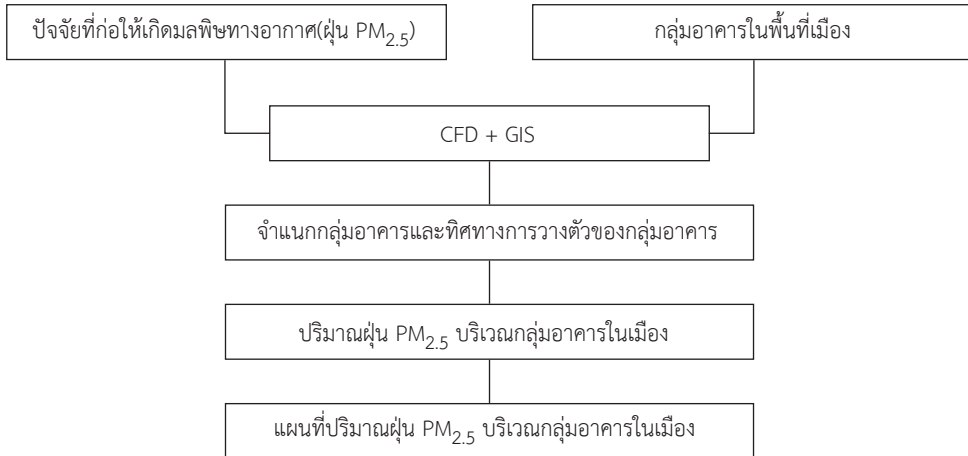 ปัจจัยที่ก่อให้เกิดมลพิษทางอากาศ(ฝุ่น PM2.5)
กลุ่มอาคารในพื้นที่เมือง
CFD + GIS
จำแนกกลุ่มอาคารและทิศทางการวางตัวของกลุ่มอาคาร
ปริมาณฝุ่น PM2.5 บริเวณกลุ่มอาคารในเมือง
แผนที่ปริมาณฝุ่น PM2.5 บริเวณกลุ่มอาคารในเมือง